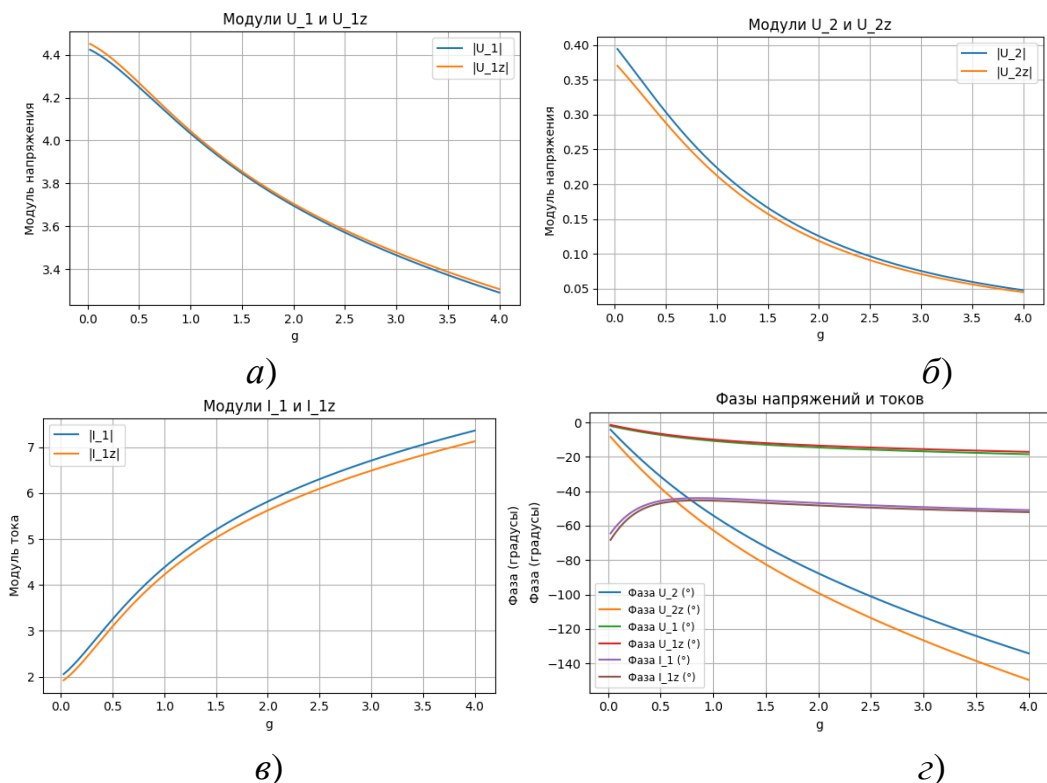 Модули U_1 и U_1z
|U_1|
|U_1z|
Модуль напряжения
4.4
4.2
4.0
3.8
3.6
3.4
0.0 0.5 1.0 1.5 2.0 2.5 3.0 3.5 4.0
g
а)
Модули U_2 и U_2z
|U_2|
|U_2z|
Модуль напряжения
0.40
0.35
0.30
0.25
0.20
0.15
0.10
0.05
0.0 0.5 1.0 1.5 2.0 2.5 3.0 3.5 4.0
g
б)
Модули I_1 и I_1z
|I_1|
|I_1z|
Модуль тока
7
6
5
4
3
2
0.0 0.5 1.0 1.5 2.0 2.5 3.0 3.5 4.0
g
в)
Фазы напряжений и токов
Фаза (градусы)
Фаза (градусы)
0
−20
−40
−60
−80
−100
−120
−140
Фаза U_2 (°)
Фаза U_2z (°)
Фаза U_1 (°)
Фаза U_1z (°)
Фаза I_1 (°)
Фаза I_1z (°)
0.0 0.5 1.0 1.5 2.0 2.5 3.0 3.5 4.0
g
г)